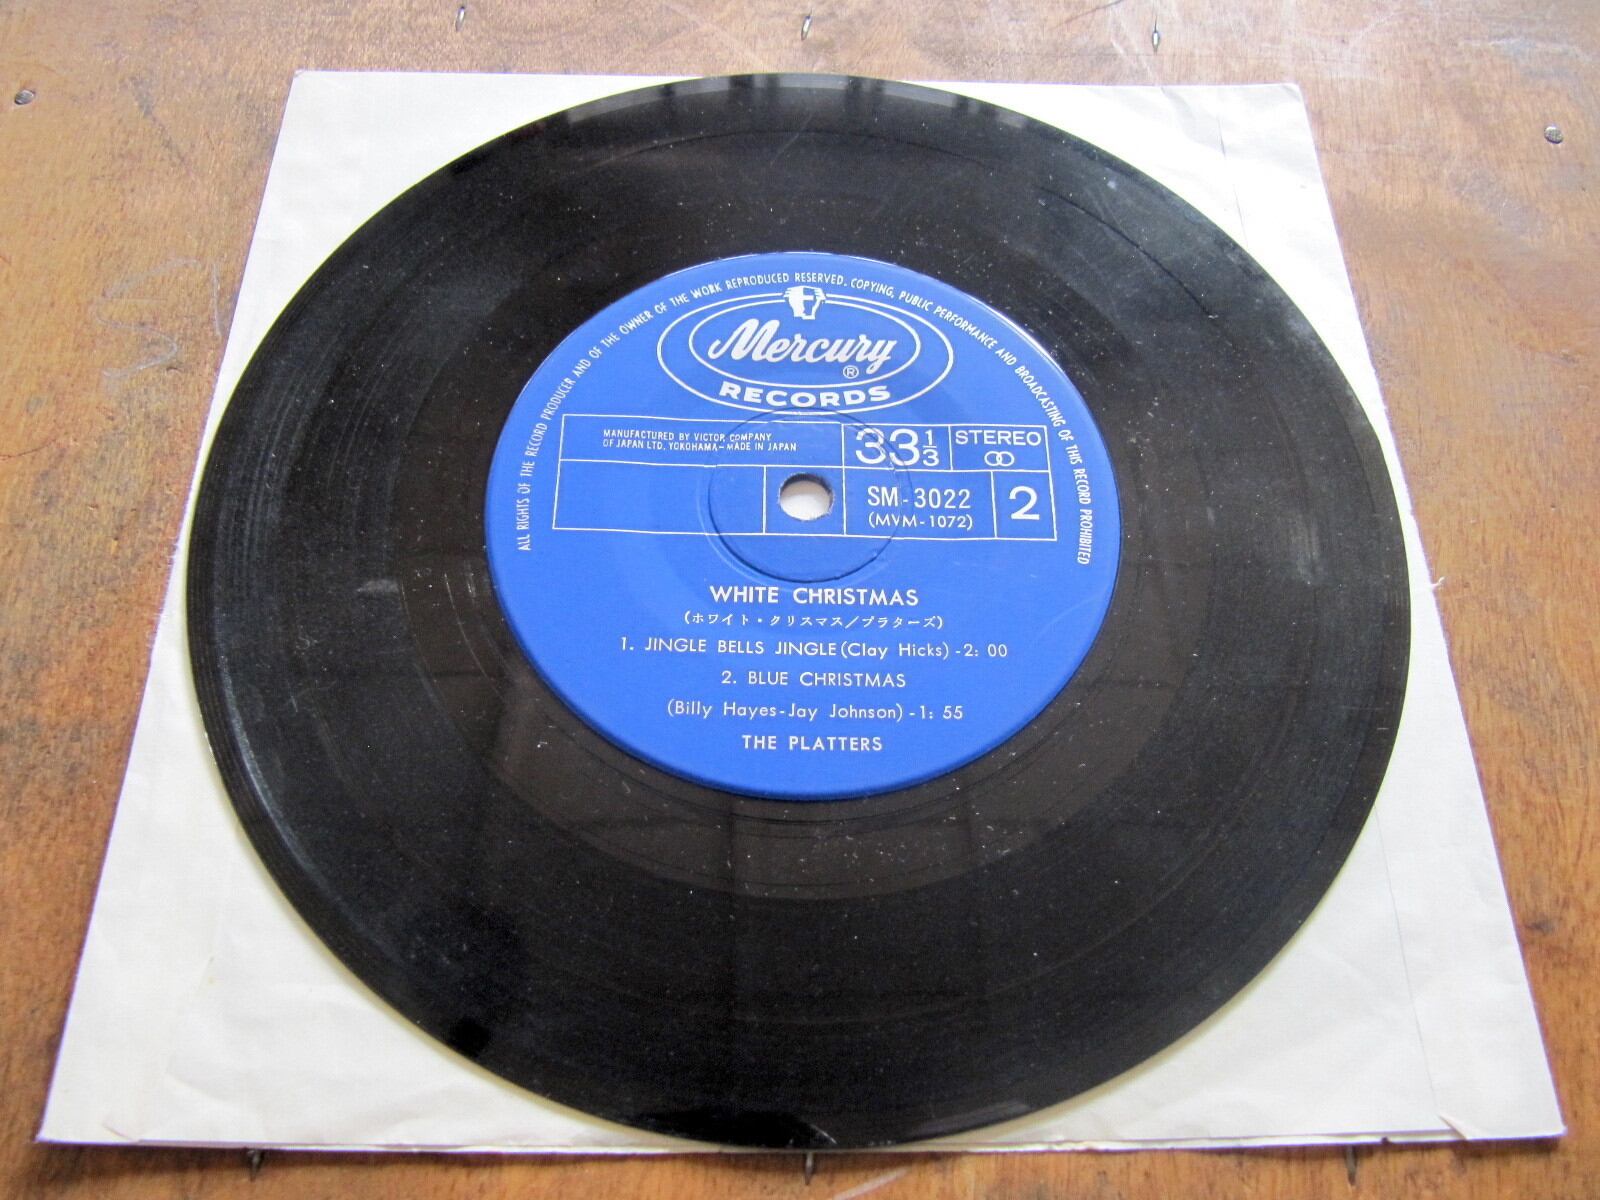 ALL RIGHTS OF THE RECORD PRODUCER AND OF THE OWNER OF THE WORK REPRODUCED RESERVED. COPYING, PUBLIC PERFORMANCE AND BROADCASTING OF THIS RECORD PROHIBITED
Mercury ®
RECORDS
MANUFACTURED BY VICTOR COMPANY
OF JAPAN LTD, YOKOHAMA–MADE IN JAPAN
33 1/3
STEREO
SM-3022
(MVM-1072)
2
WHITE CHRISTMAS
(ホワイト・クリスマス/プラターズ)
1. JINGLE BELLS JINGLE (Clay Hicks) -2: 00
2. BLUE CHRISTMAS
(Billy Hayes-Jay Johnson) -1: 55
THE PLATTERS